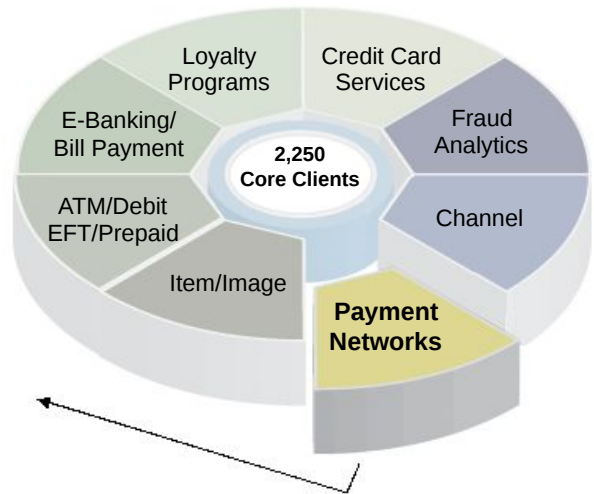 Loyalty
Programs
Credit Card
Services
E-Banking/
Bill Payment
Fraud
Analytics
2,250
Core Clients
ATM/Debit
EFT/Prepaid
Channel
Item/Image
Payment
Networks